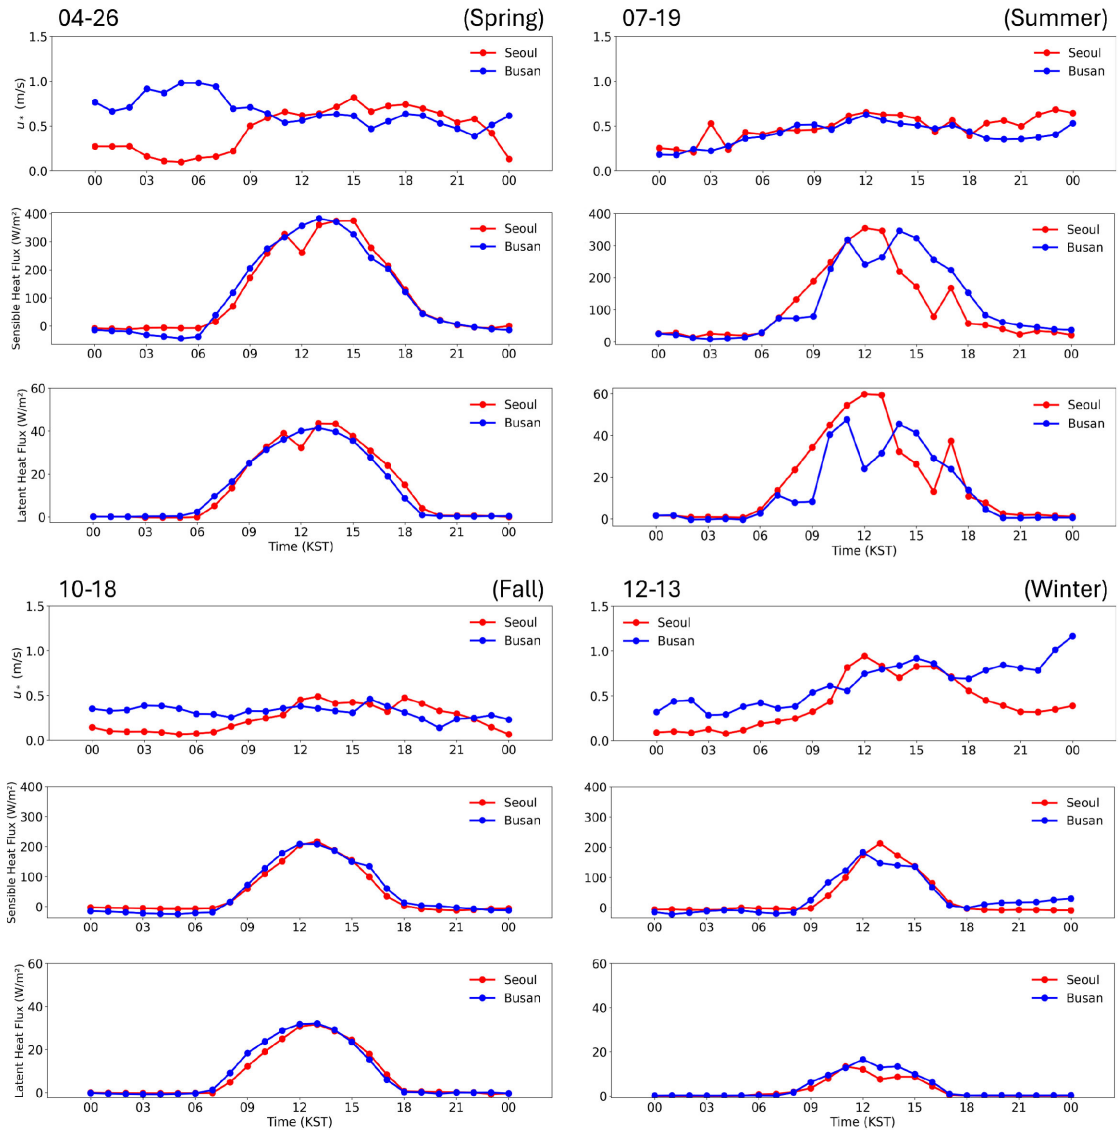 04-26 (Spring)
1.5
1.0
0.5
0.0
u* (m/s)
Seoul
Busan
00 03 06 09 12 15 18 21 00
400
300
200
100
0
Sensible Heat Flux (W/m²)
Seoul
Busan
00 03 06 09 12 15 18 21 00
60
40
20
0
Latent Heat Flux (W/m²)
Seoul
Busan
00 03 06 09 12 15 18 21 00
Time (KST)
07-19 (Summer)
1.5
1.0
0.5
0.0
Seoul
Busan
00 03 06 09 12 15 18 21 00
400
300
200
100
0
Seoul
Busan
00 03 06 09 12 15 18 21 00
60
40
20
0
Seoul
Busan
00 03 06 09 12 15 18 21 00
Time (KST)
10-18 (Fall)
1.5
1.0
0.5
0.0
u* (m/s)
Seoul
Busan
00 03 06 09 12 15 18 21 00
400
300
200
100
0
Sensible Heat Flux (W/m²)
Seoul
Busan
00 03 06 09 12 15 18 21 00
60
40
20
0
Latent Heat Flux (W/m²)
Seoul
Busan
00 03 06 09 12 15 18 21 00
Time (KST)
12-13 (Winter)
1.5
1.0
0.5
0.0
Seoul
Busan
00 03 06 09 12 15 18 21 00
400
300
200
100
0
Seoul
Busan
00 03 06 09 12 15 18 21 00
60
40
20
0
Seoul
Busan
00 03 06 09 12 15 18 21 00
Time (KST)